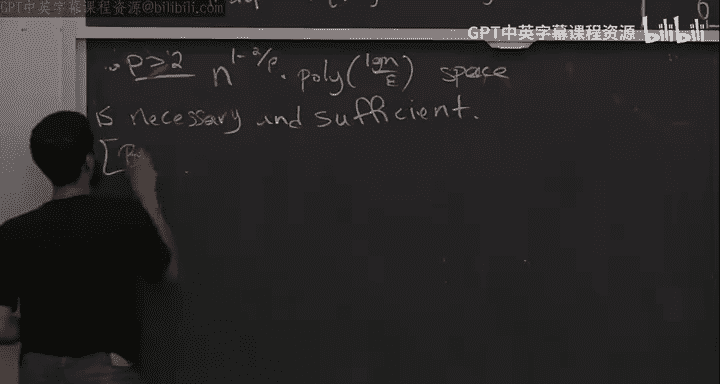 GPT中英字幕课程资源@bilibili.com
GPT中英字幕课程资源 bilibili
p ≥ 2 n^{1-2/p} · poly(log n / ε) space
is necessary and sufficient.
[B